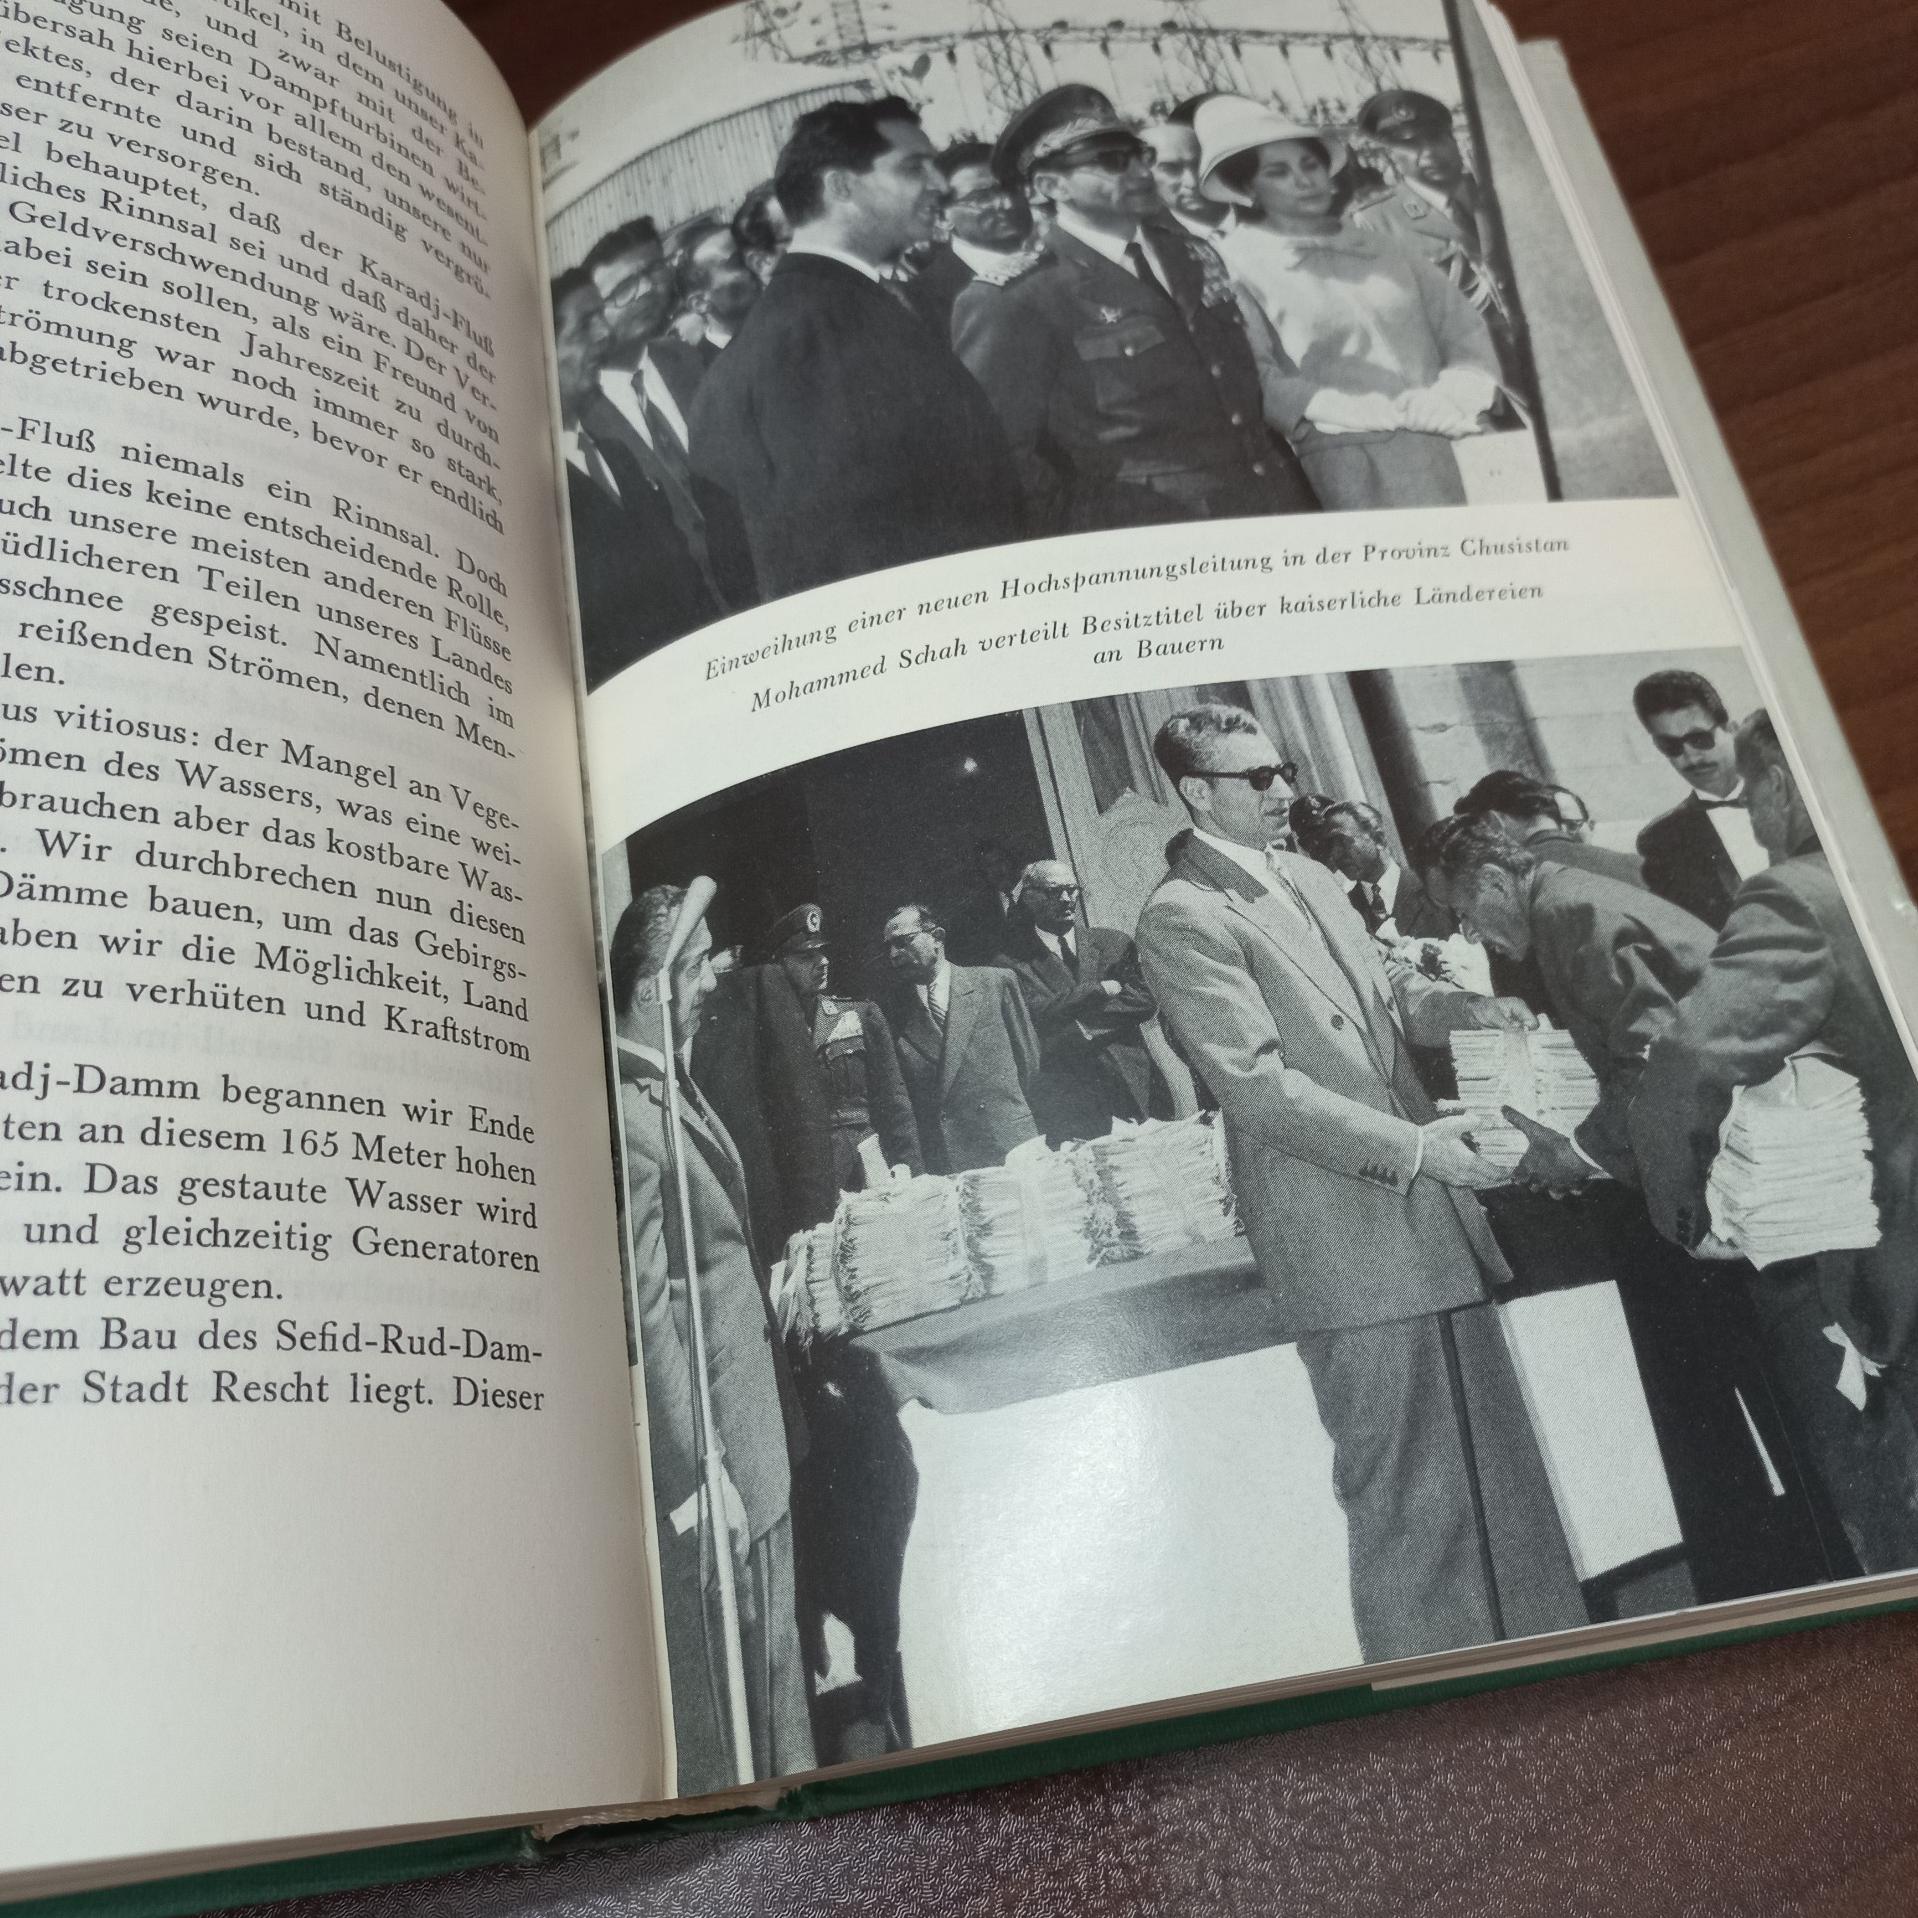 mit Belustigung in
tikel, in dem unser Ka-
gung seien Dampfturbinen wirt-
übersah hierbei vor allem den wesent-
ektes, der darin bestand, unsere nur
entfernte und sich ständig vergrö-
ser zu versorgen.
el behauptet, daß der Karadj-Fluß
liches Rinnsal sei und daß daher der
Geldverschwendung wäre. Der Ver-
dabei sein sollen, als ein Freund von
er trockensten Jahreszeit zu durch-
trömung war noch immer so stark,
abgetrieben wurde, bevor er endlich
-Fluß niemals ein Rinnsal. Doch
elte dies keine entscheidende Rolle,
uch unsere meisten anderen Flüsse
üdlicheren Teilen unseres Landes
sschnee gespeist. Namentlich im
reißenden Strömen, denen Men-
len.
us vitiosus: der Mangel an Vege-
ömen des Wassers, was eine wei-
brauchen aber das kostbare Was-
. Wir durchbrechen nun diesen
Dämme bauen, um das Gebirgs-
aben wir die Möglichkeit, Land
en zu verhüten und Kraftstrom
adj-Damm begannen wir Ende
ten an diesem 165 Meter hohen
ein. Das gestaute Wasser wird
und gleichzeitig Generatoren
watt erzeugen.
dem Bau des Sefid-Rud-Dam-
der Stadt Rescht liegt. Dieser
Einweihung einer neuen Hochspannungsleitung in der Provinz Chusistan
Mohammed Schah verteilt Besitztitel über kaiserliche Ländereien
an Bauern